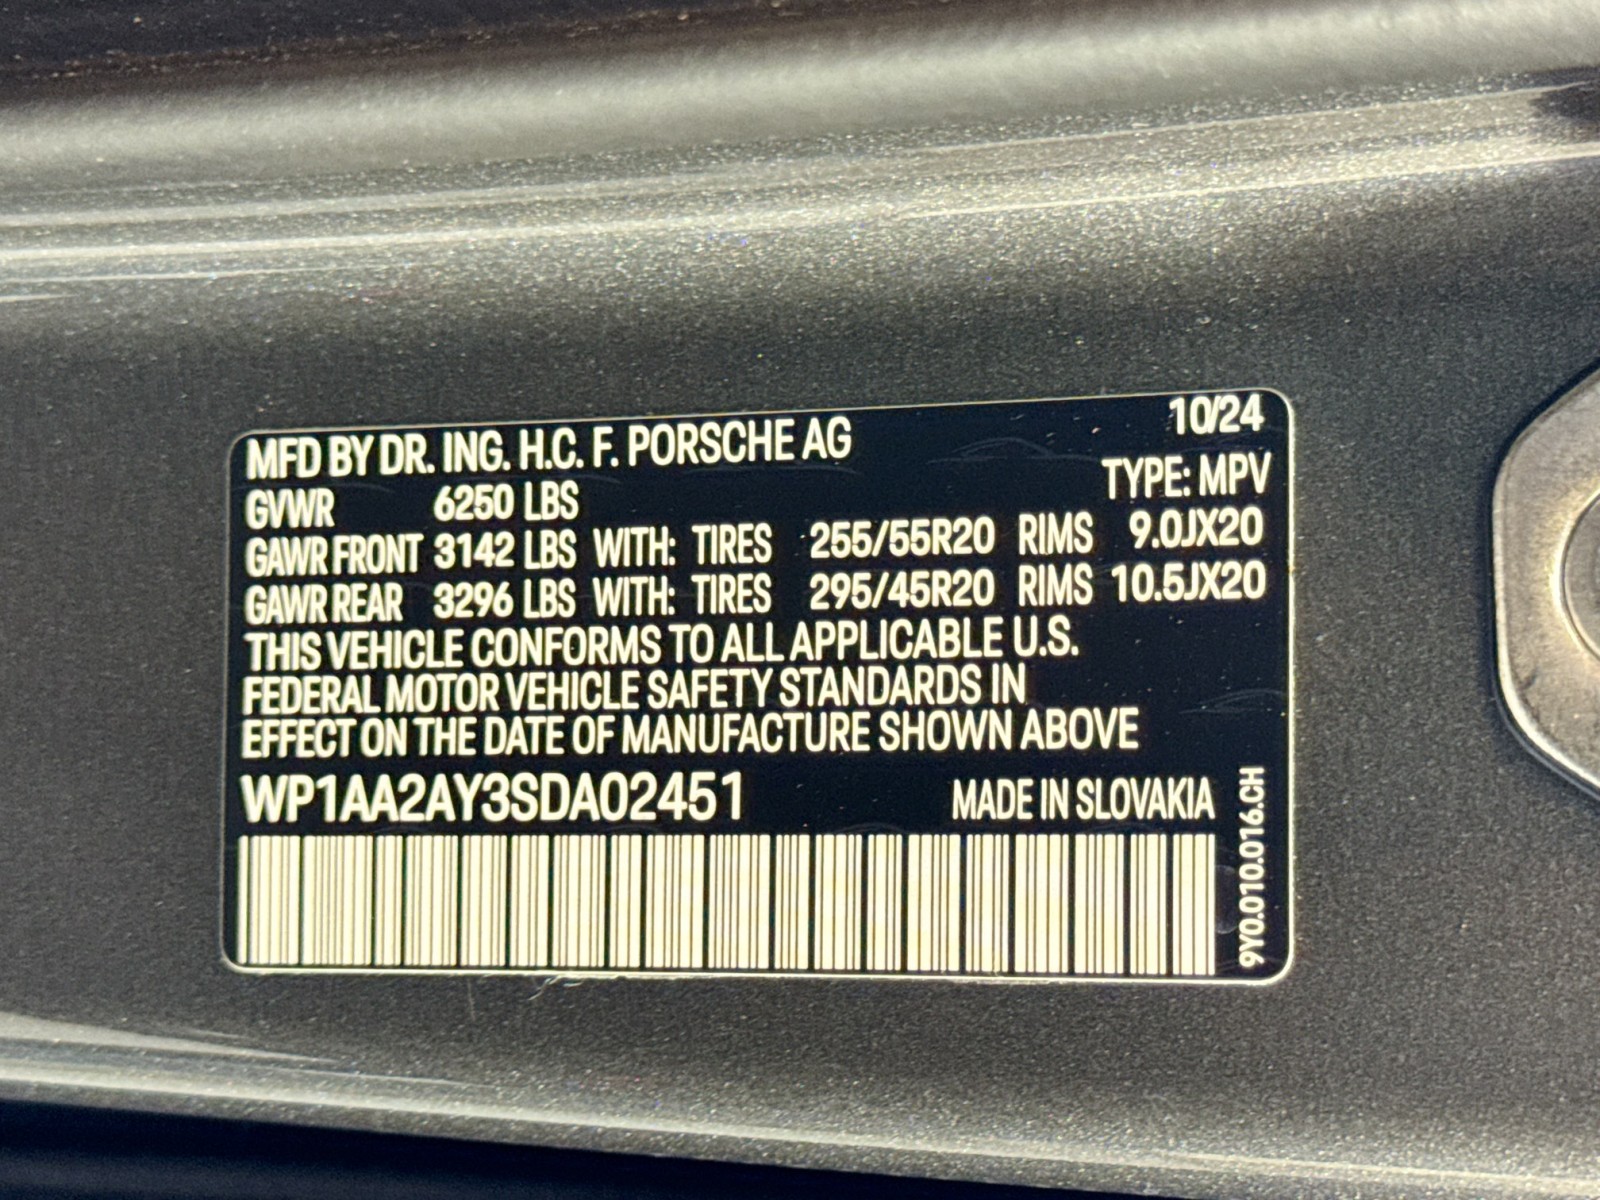 MFD BY DR. ING. H.C. F. PORSCHE AG 10/24
GVWR 6250 LBS TYPE: MPV
GAWR FRONT 3142 LBS WITH: TIRES 255/55R20 RIMS 9.0JX20
GAWR REAR 3296 LBS WITH: TIRES 295/45R20 RIMS 10.5JX20
THIS VEHICLE CONFORMS TO ALL APPLICABLE U.S.
FEDERAL MOTOR VEHICLE SAFETY STANDARDS IN
EFFECT ON THE DATE OF MANUFACTURE SHOWN ABOVE
WP1AA2AY3SDA02451 MADE IN SLOVAKIA
9Y0.010.016.CH